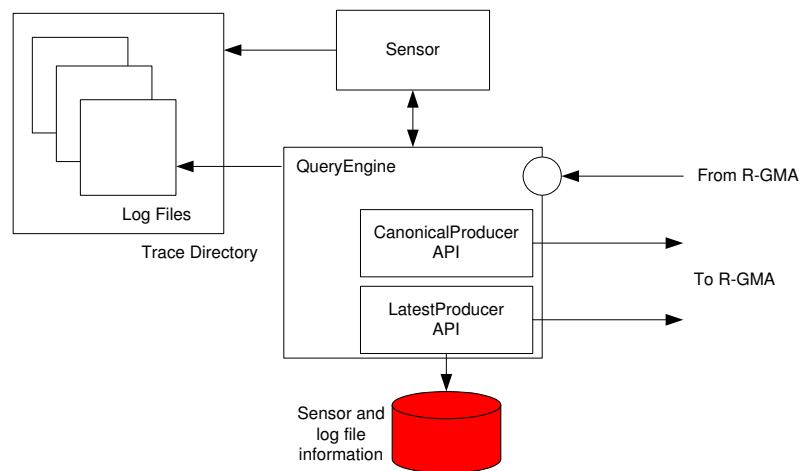 Sensor
QueryEngine
From R-GMA
Log Files
CanonicalProducer
API
Trace Directory
To R-GMA
LatestProducer
API
Sensor and
log file
information